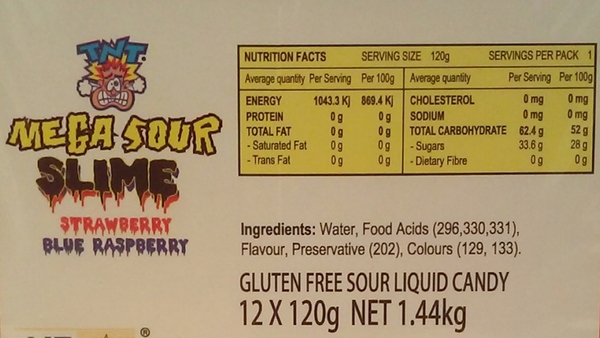 TNT.
MEGA SOUR
SLIME
STRAWBERRY
BLUE RASPBERRY
NUTRITION FACTS SERVING SIZE 120g SERVINGS PER PACK 1
Average quantity Per Serving Per 100g Average quantity Per Serving Per 100g
ENERGY 1043.3 Kj 869.4 Kj CHOLESTEROL 0 mg 0 mg
PROTEIN 0 g 0 g SODIUM 0 mg 0 mg
TOTAL FAT 0 g 0 g TOTAL CARBOHYDRATE 62.4 g 52 g
- Saturated Fat 0 g 0 g - Sugars 33.6 g 28 g
- Trans Fat 0 g 0 g - Dietary Fibre 0 g 0 g
Ingredients: Water, Food Acids (296,330,331),
Flavour, Preservative (202), Colours (129, 133).
GLUTEN FREE SOUR LIQUID CANDY
12 X 120g NET 1.44kg
®